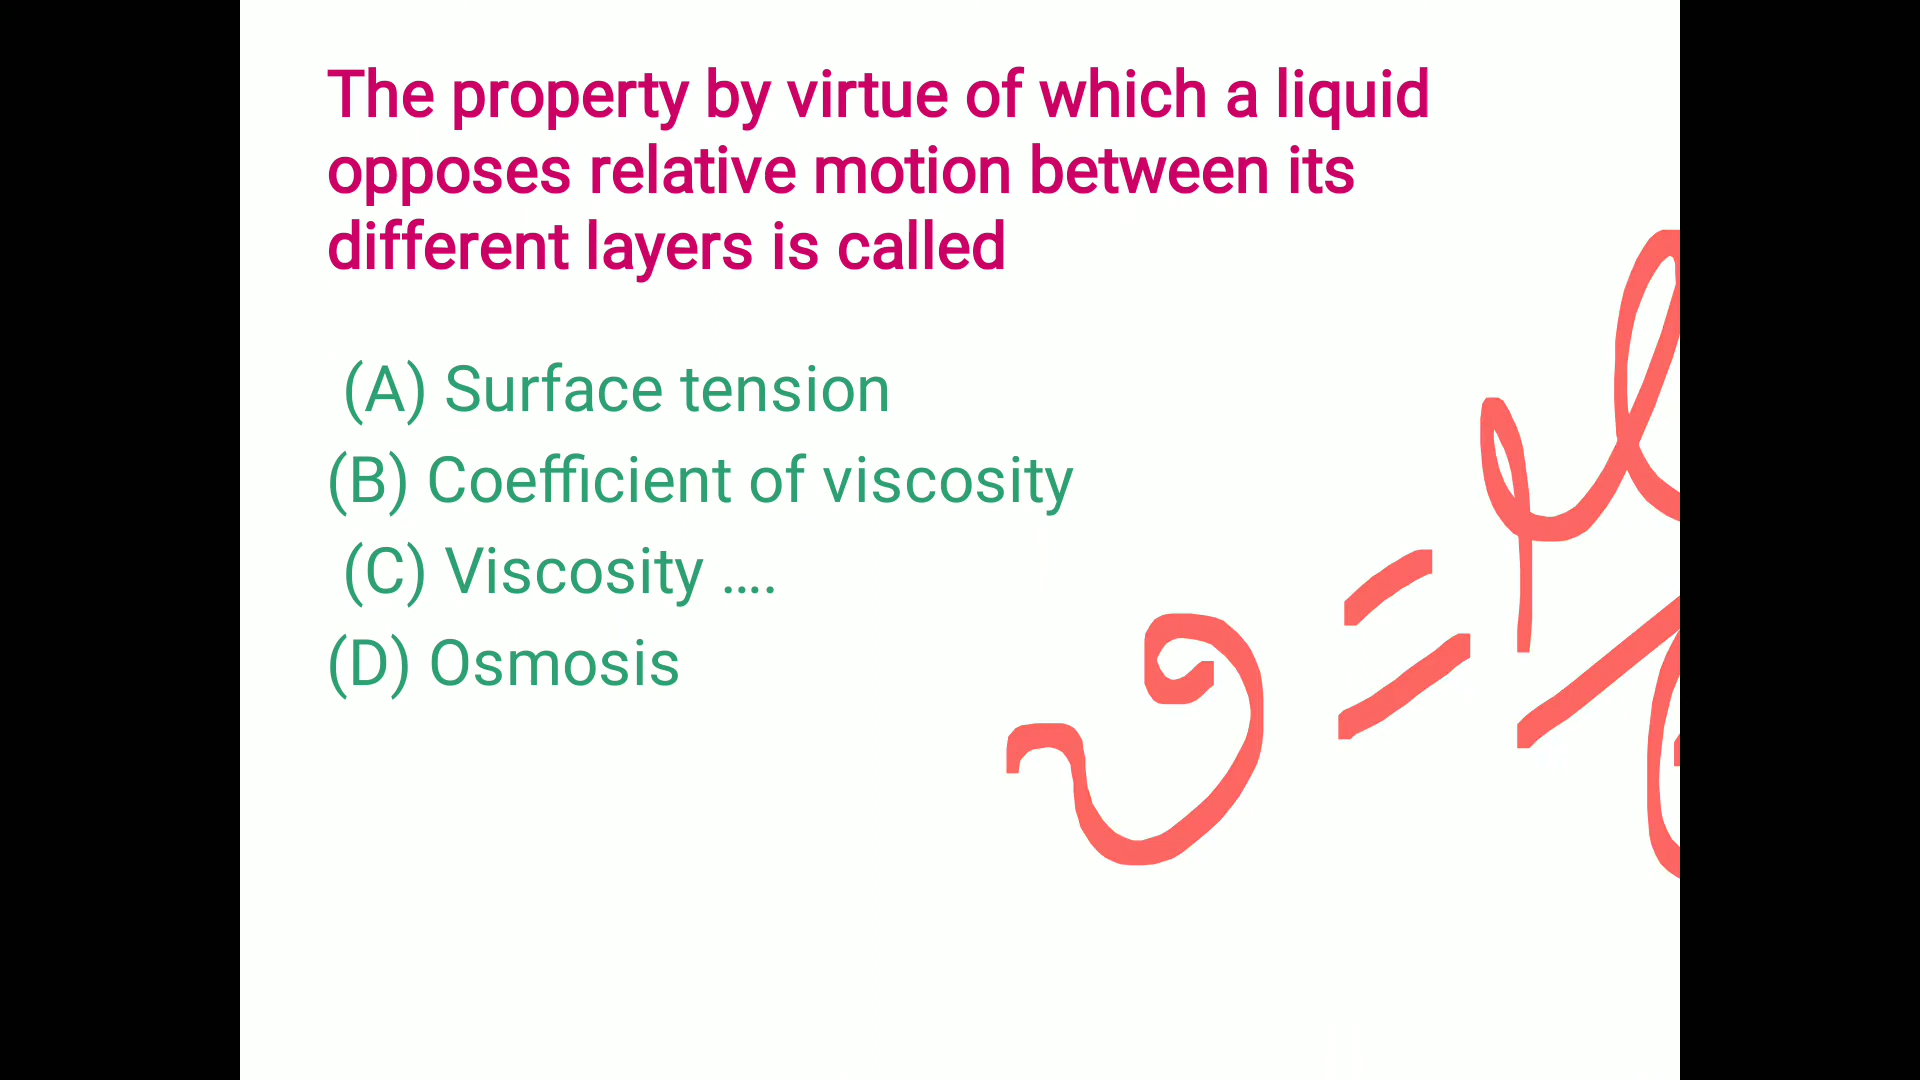 The property by virtue of which a liquid
opposes relative motion between its
different layers is called
(A) Surface tension
(B) Coefficient of viscosity
(C) Viscosity ....
(D) Osmosis